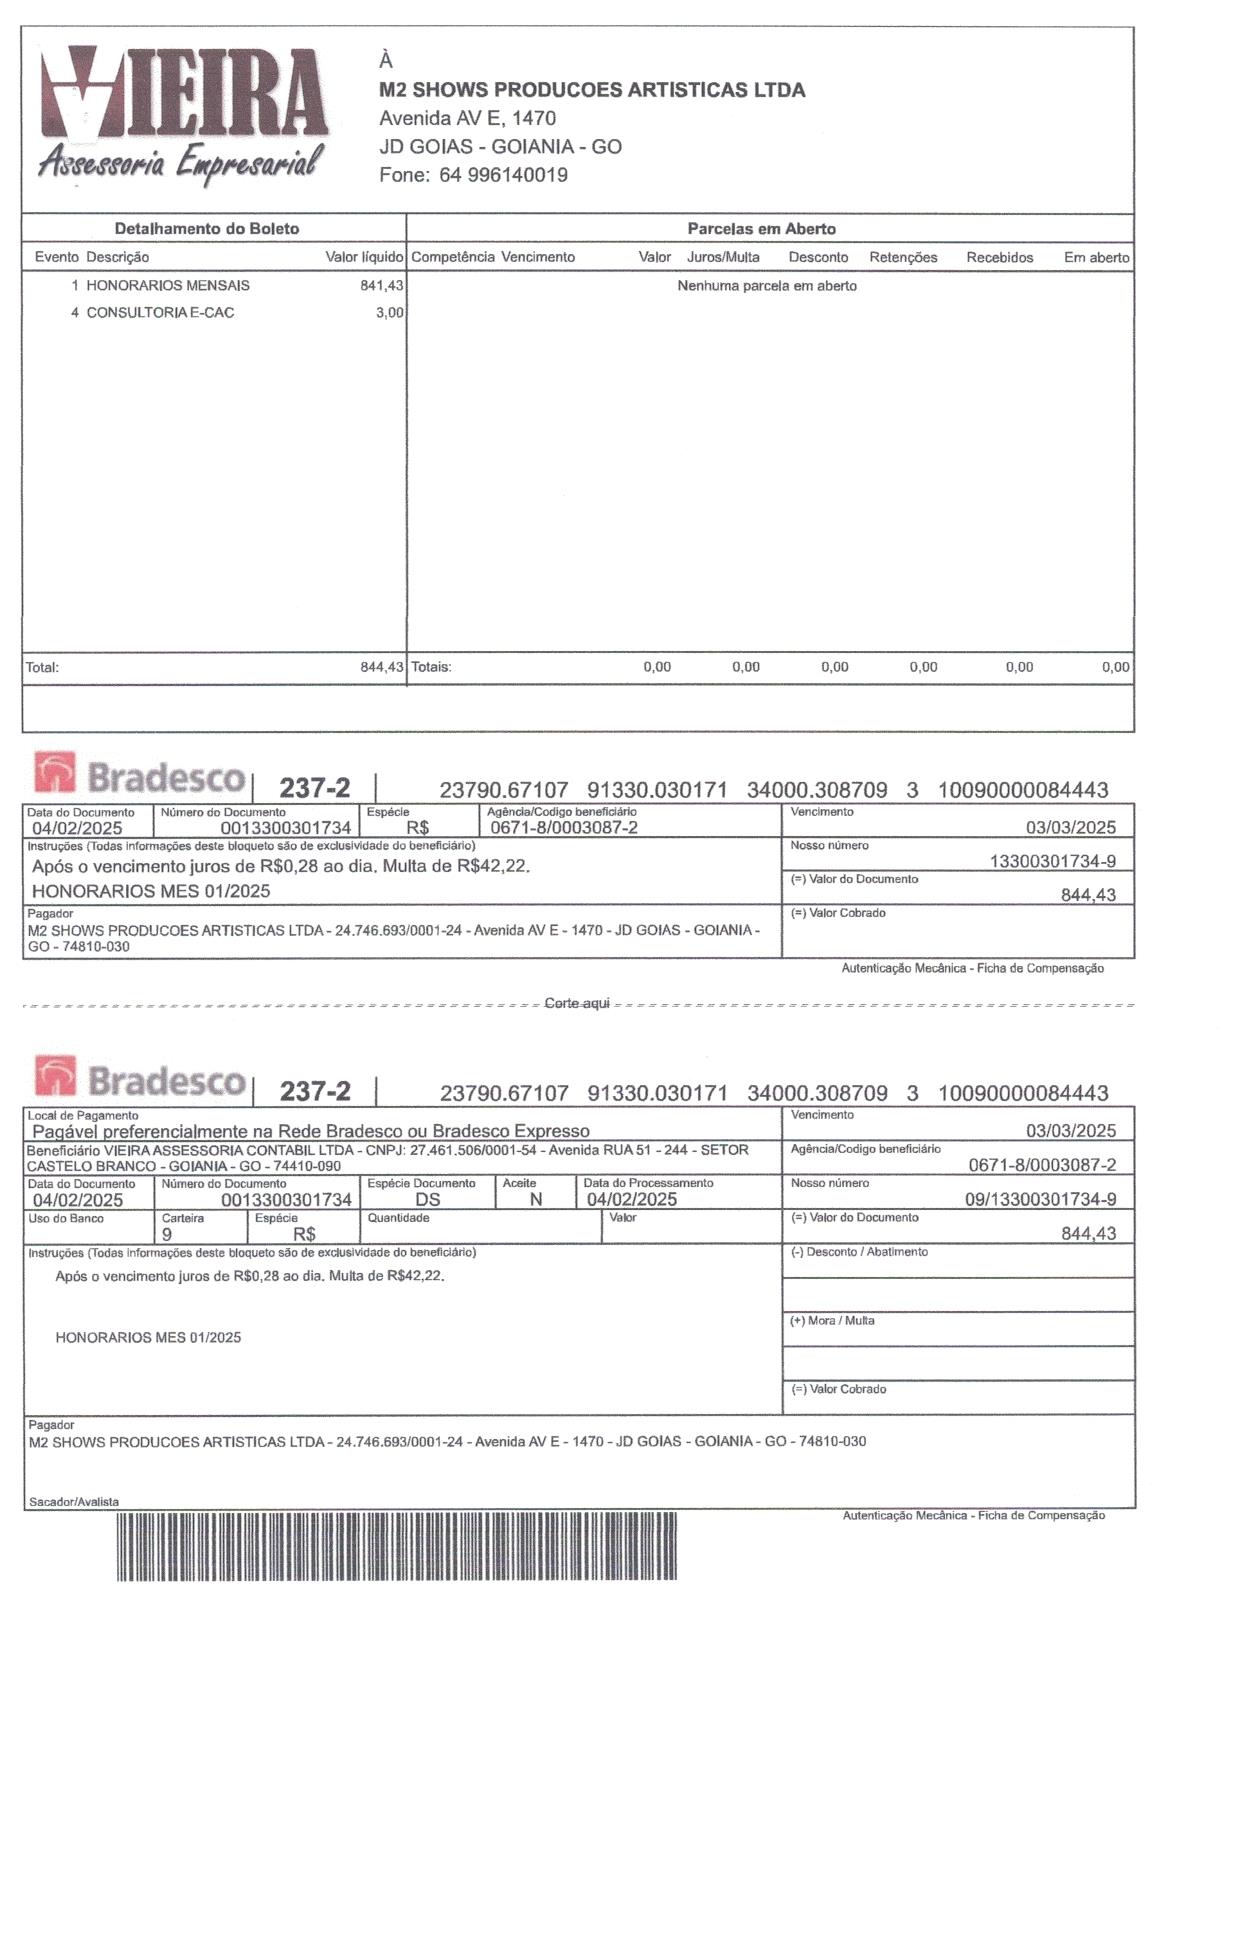 VIEIRA
Assessoria Empresarial
À
M2 SHOWS PRODUCOES ARTISTICAS LTDA
Avenida AV E, 1470
JD GOIAS - GOIANIA - GO
Fone: 64 996140019
Detalhamento do Boleto Parcelas em Aberto
Evento Descrição Valor líquido Competência Vencimento Valor Juros/Multa Desconto Retenções Recebidos Em aberto
1 HONORARIOS MENSAIS 841,43 Nenhuma parcela em aberto
4 CONSULTORIA E-CAC 3,00
Total: 844,43 Totais: 0,00 0,00 0,00 0,00 0,00 0,00
Bradesco 237-2 23790.67107 91330.030171 34000.308709 3 10090000084443
Data do Documento Número do Documento Espécie Agência/Codigo beneficiário Vencimento
04/02/2025 0013300301734 R$ 0671-8/0003087-2 03/03/2025
Instruções (Todas informações deste bloqueto são de exclusividade do beneficiário) Nosso número
Após o vencimento juros de R$0,28 ao dia. Multa de R$42,22. 13300301734-9
(=) Valor do Documento
HONORARIOS MES 01/2025 844,43
Pagador (=) Valor Cobrado
M2 SHOWS PRODUCOES ARTISTICAS LTDA - 24.746.693/0001-24 - Avenida AV E - 1470 - JD GOIAS - GOIANIA -
GO - 74810-030
Autenticação Mecânica - Ficha de Compensação
Corte aqui
Bradesco 237-2 23790.67107 91330.030171 34000.308709 3 10090000084443
Local de Pagamento Vencimento
Pagável preferencialmente na Rede Bradesco ou Bradesco Expresso 03/03/2025
Beneficiário VIEIRA ASSESSORIA CONTABIL LTDA - CNPJ: 27.461.506/0001-54 - Avenida RUA 51 - 244 - SETOR Agência/Codigo beneficiário
CASTELO BRANCO - GOIANIA - GO - 74410-090 0671-8/0003087-2
Data do Documento Número do Documento Espécie Documento Aceite Data do Processamento Nosso número
04/02/2025 0013300301734 DS N 04/02/2025 09/13300301734-9
Uso do Banco Carteira Espécie Quantidade Valor (=) Valor do Documento
9 R$ 844,43
Instruções (Todas informações deste bloqueto são de exclusividade do beneficiário) (-) Desconto / Abatimento
Após o vencimento juros de R$0,28 ao dia. Multa de R$42,22.
(+) Mora / Multa
HONORARIOS MES 01/2025
(=) Valor Cobrado
Pagador
M2 SHOWS PRODUCOES ARTISTICAS LTDA - 24.746.693/0001-24 - Avenida AV E - 1470 - JD GOIAS - GOIANIA - GO - 74810-030
Sacador/Avalista
Autenticação Mecânica - Ficha de Compensação